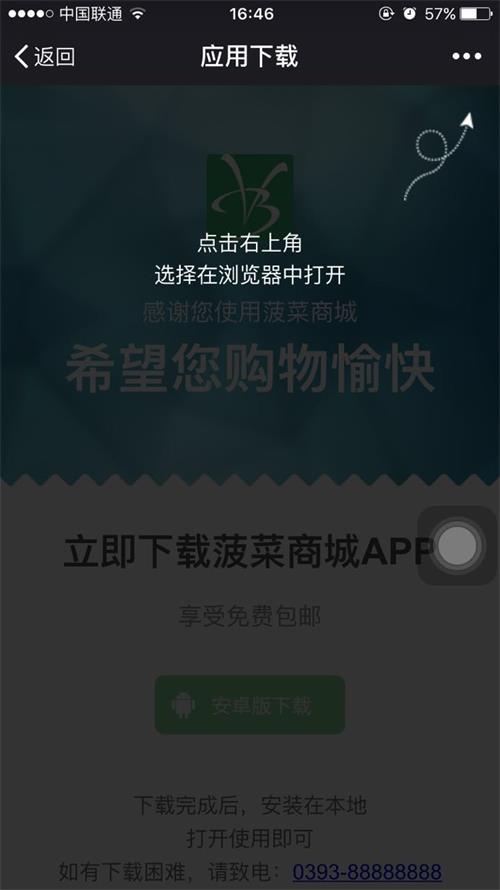 中国联通 16:46 57%
返回 应用下载
VB
点击右上角
选择在浏览器中打开
感谢您使用菠菜商城
希望您购物愉快
立即下载菠菜商城APP
享受免费包邮
安卓版下载
下载完成后，安装在本地
打开使用即可
如有下载困难，请致电：0393-88888888